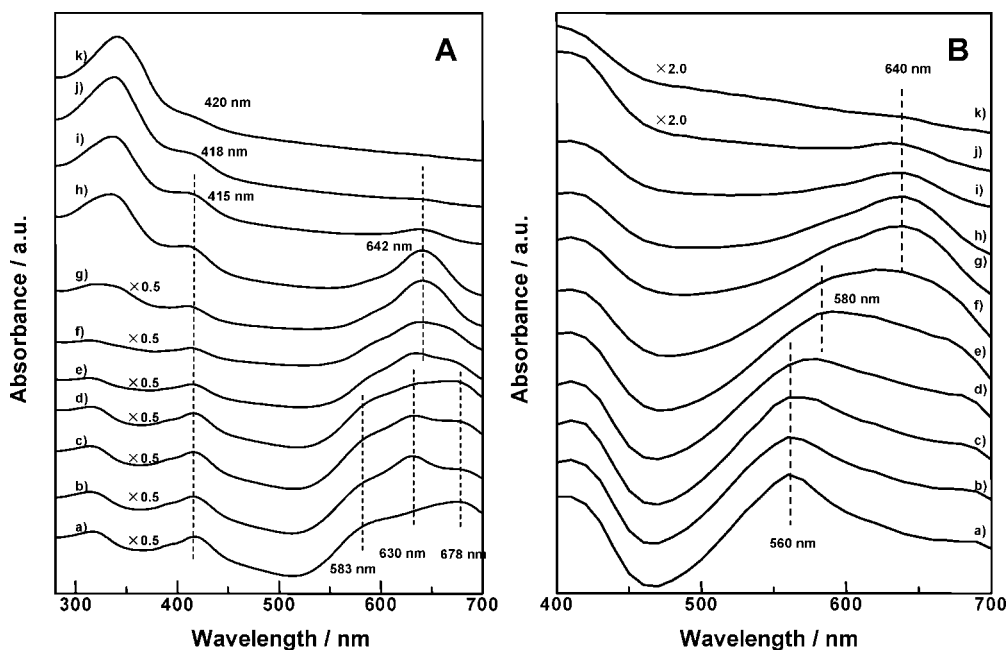 A
k)
420 nm
j)
418 nm
i)
415 nm
h)
642 nm
g)
×0.5
f)
×0.5
e)
×0.5
d)
×0.5
c)
×0.5
b)
×0.5
a)
×0.5
583 nm
630 nm
678 nm
300
400
500
600
700
Wavelength / nm
Absorbance / a.u.
B
×2.0
640 nm
k)
×2.0
j)
i)
h)
g)
f)
580 nm
e)
d)
c)
b)
a)
560 nm
400
500
600
700
Wavelength / nm
Absorbance / a.u.